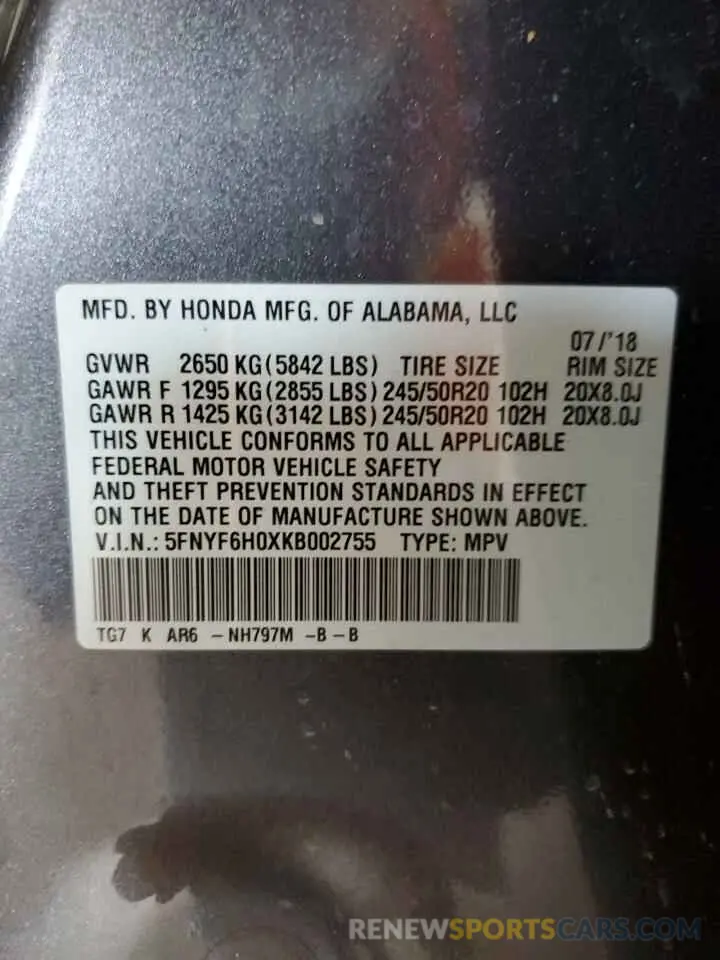 MFD. BY HONDA MFG. OF ALABAMA, LLC
07/'18
GVWR 2650 KG(5842 LBS) TIRE SIZE RIM SIZE
GAWR F 1295 KG(2855 LBS) 245/50R20 102H 20X8.0J
GAWR R 1425 KG(3142 LBS) 245/50R20 102H 20X8.0J
THIS VEHICLE CONFORMS TO ALL APPLICABLE
FEDERAL MOTOR VEHICLE SAFETY
AND THEFT PREVENTION STANDARDS IN EFFECT
ON THE DATE OF MANUFACTURE SHOWN ABOVE.
V.I.N.: 5FNYF6H0XKB002755 TYPE: MPV
TG7 K AR6 -NH797M -B-B
RENEWSPORTSCARS.COM